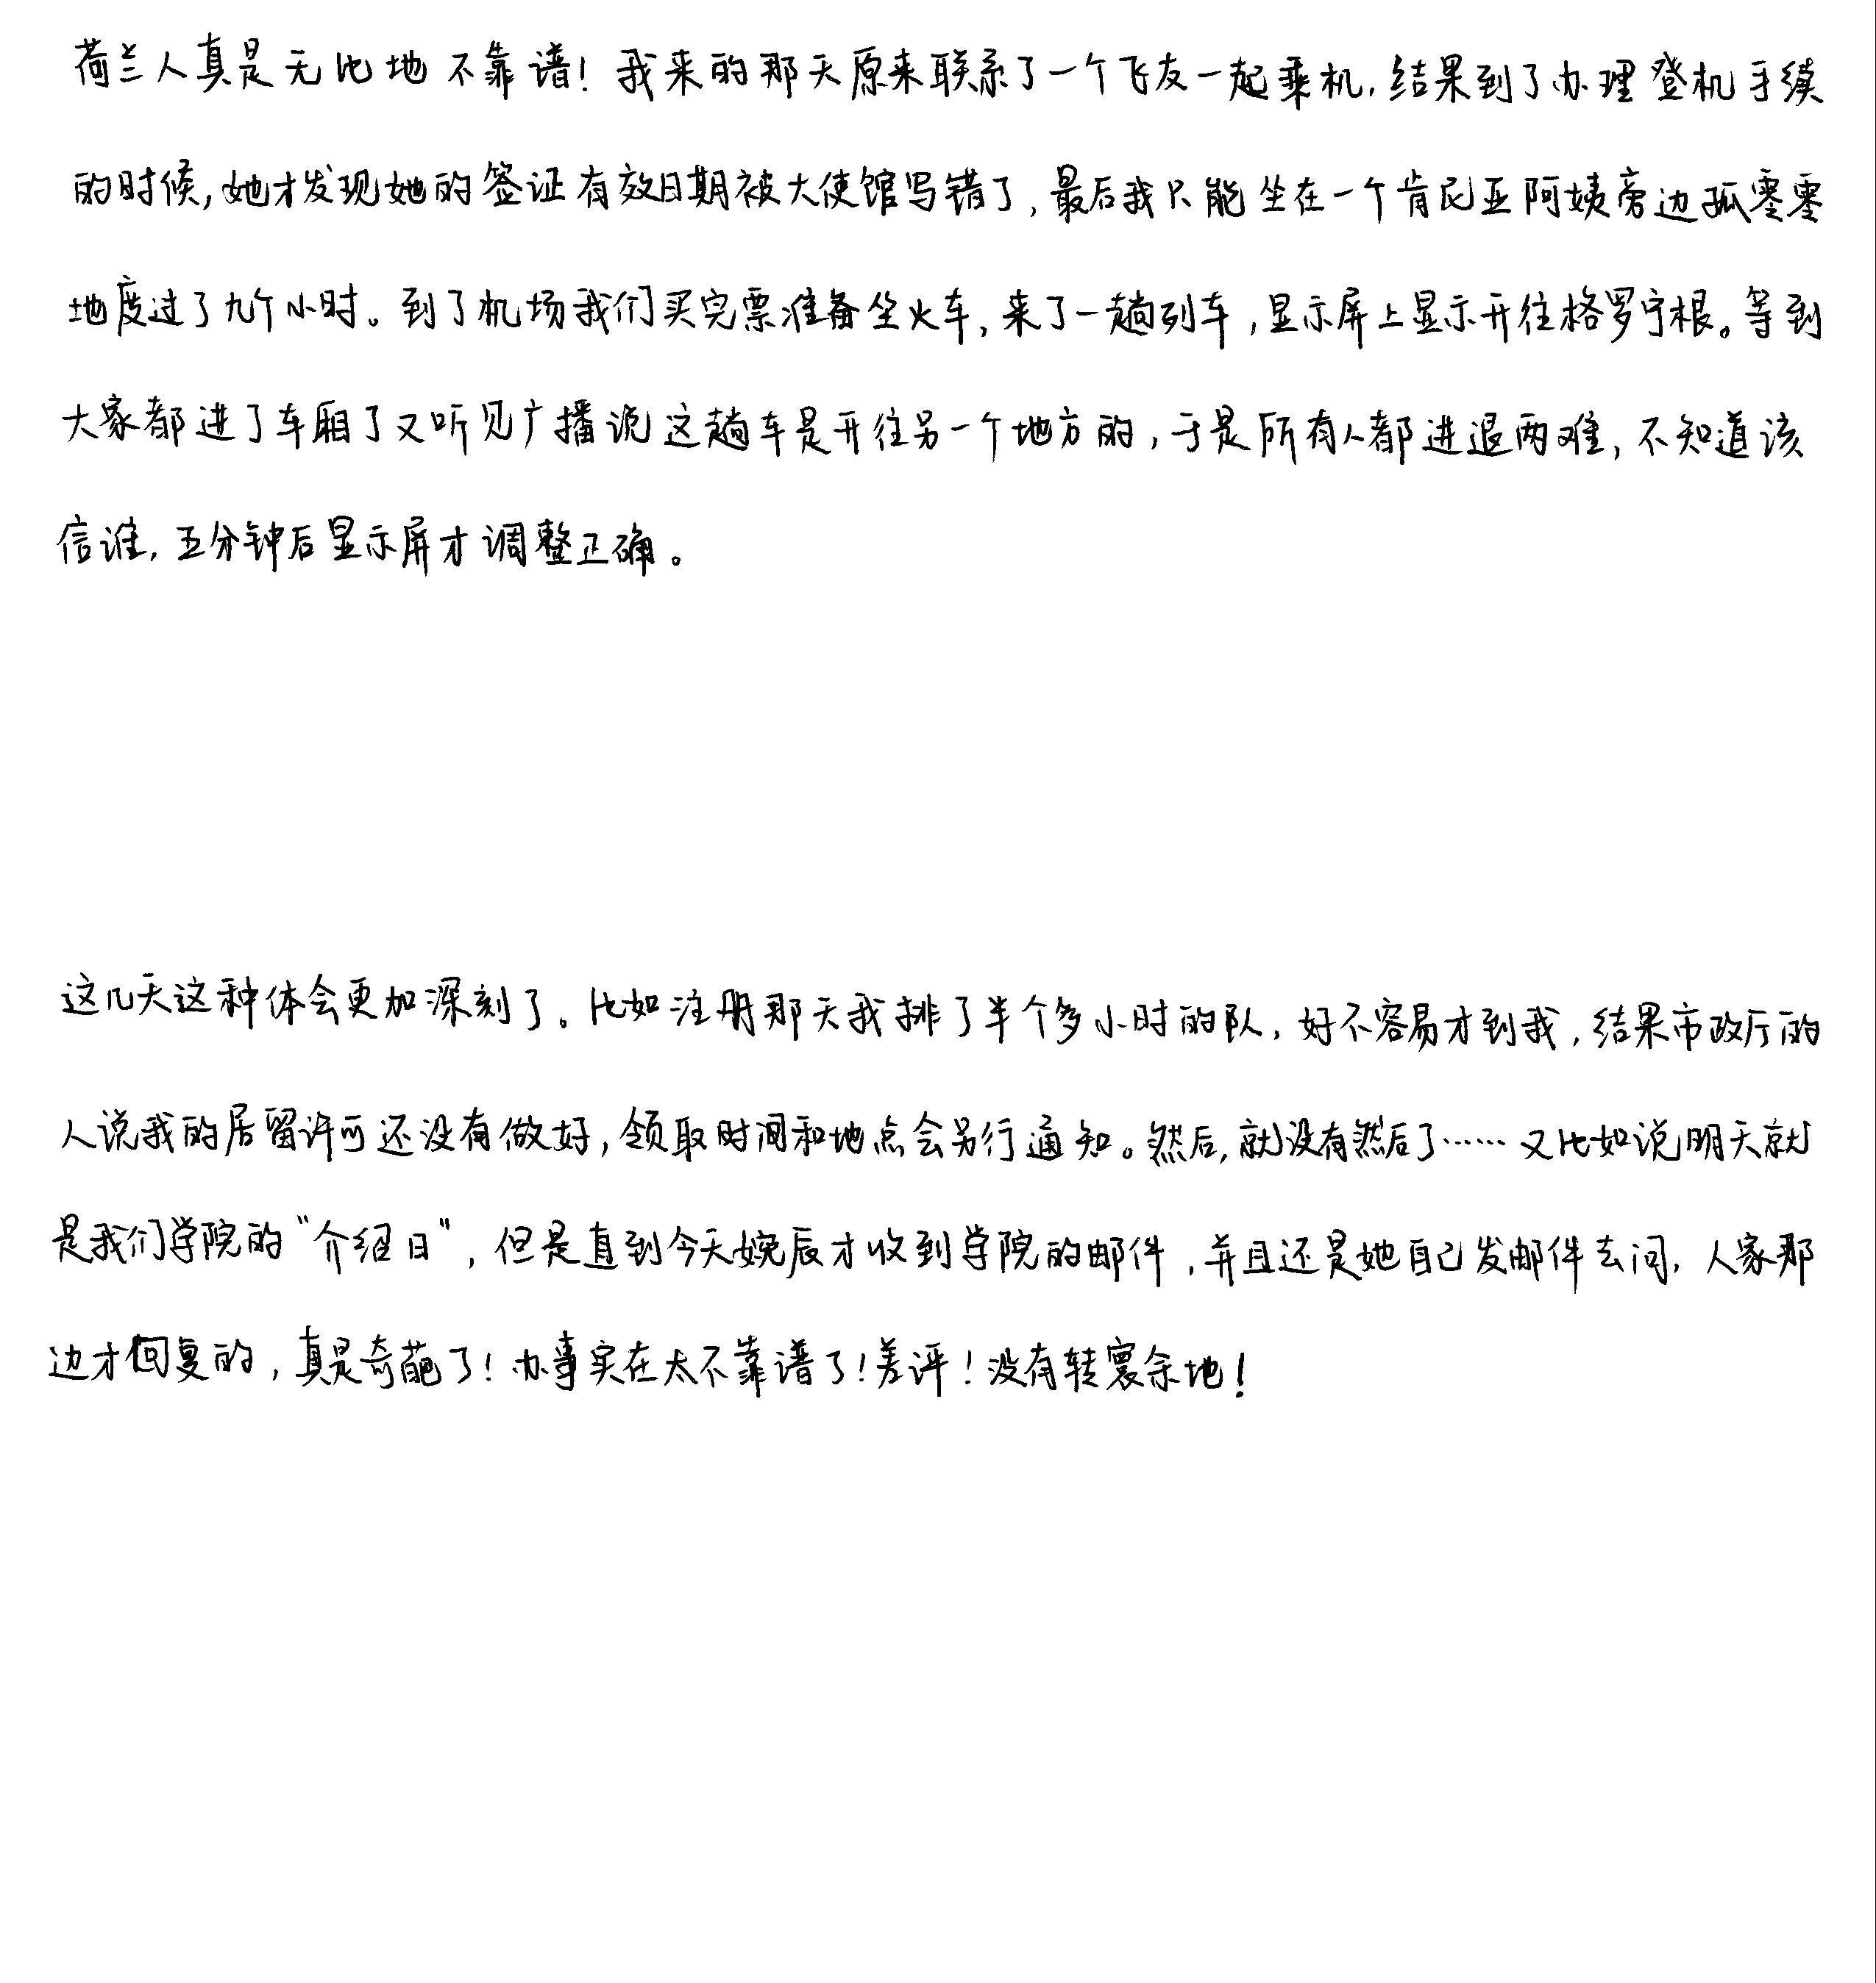 荷兰人真是无比地不靠谱！我来的那天原来联系了一个飞友一起乘机，结果到了办理登机手续
的时候，她才发现她的签证有效日期被大使馆写错了，最后我只能坐在一个肯尼亚阿姨旁边孤零零
地度过了九个小时。到了机场我们买完票准备坐火车，来了一趟列车，显示屏上显示开往格罗宁根。等到
大家都进了车厢了又听见广播说这趟车是开往另一个地方的，于是所有人都进退两难，不知道该
信谁，五分钟后显示屏才调整正确。
这几天这种体会更加深刻了。比如注册那天我排了半个多小时的队，好不容易才到我，结果市政厅的
人说我的居留许可还没有做好，领取时间和地点会另行通知。然后，就没有然后了……又比如说明天就
是我们学院的“介绍日”，但是直到今天婉辰才收到学院的邮件，并且还是她自己发邮件去问，人家那
边才回复的，真是奇葩了！办事实在太不靠谱了！差评！没有转寰余地！